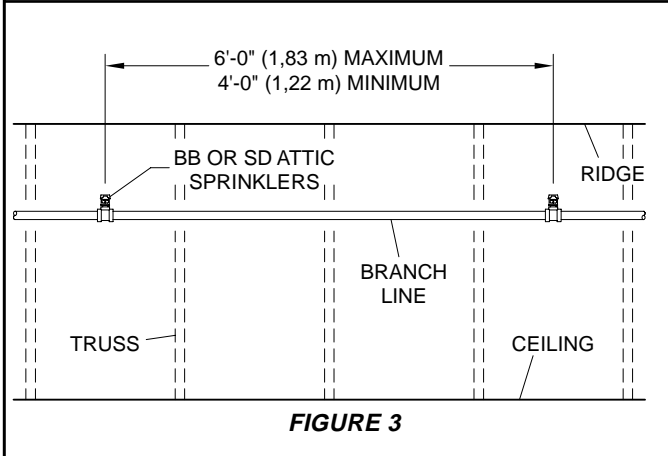 6'-0" (1,83 m) MAXIMUM
4'-0" (1,22 m) MINIMUM
BB OR SD ATTIC
SPRINKLERS
RIDGE
BRANCH
LINE
TRUSS
CEILING
FIGURE 3